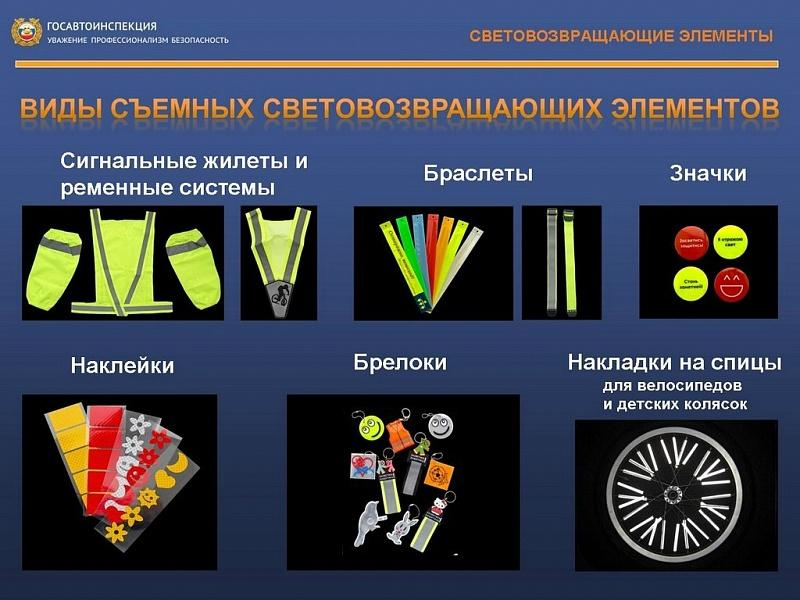 ГОСАВТОИНСПЕКЦИЯ
УВАЖЕНИЕ ПРОФЕССИОНАЛИЗМ БЕЗОПАСНОСТЬ
СВЕТОВОЗВРАЩАЮЩИЕ ЭЛЕМЕНТЫ
ВИДЫ СЪЕМНЫХ СВЕТОВОЗВРАЩАЮЩИХ ЭЛЕМЕНТОВ
Сигнальные жилеты и
ременные системы
Браслеты
Значки
Засветись
защитись!
Я отражаю
свет
Стань
заметней!
Наклейки
Брелоки
Накладки на спицы
для велосипедов
и детских колясок